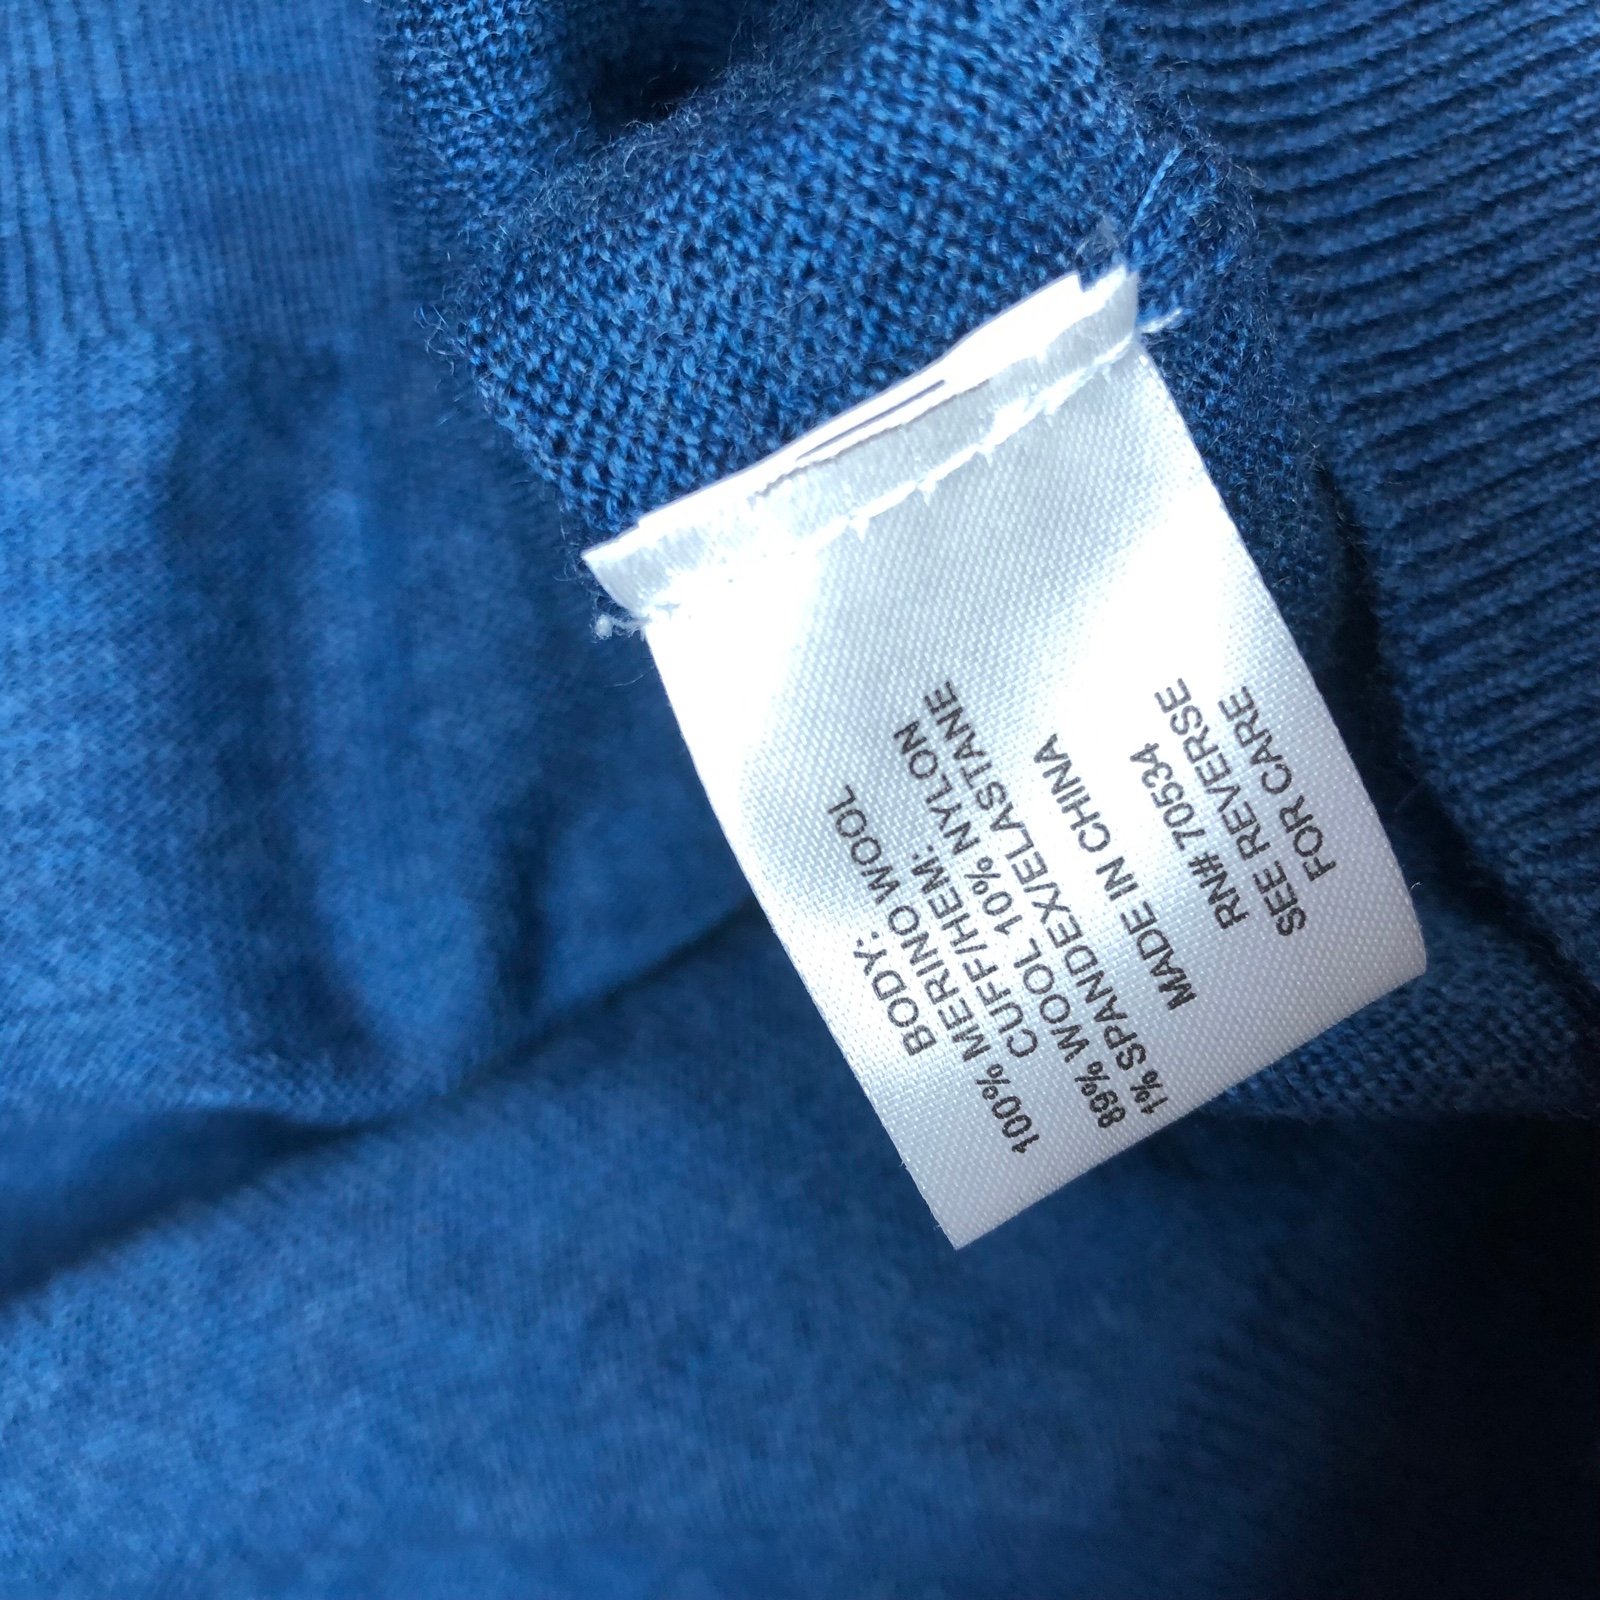 BODY:
100% MERINO WOOL
CUFF/HEM:
89% WOOL 10% NYLON
1% SPANDEX/ELASTANE
MADE IN CHINA
RN# 70534
SEE REVERSE
FOR CARE